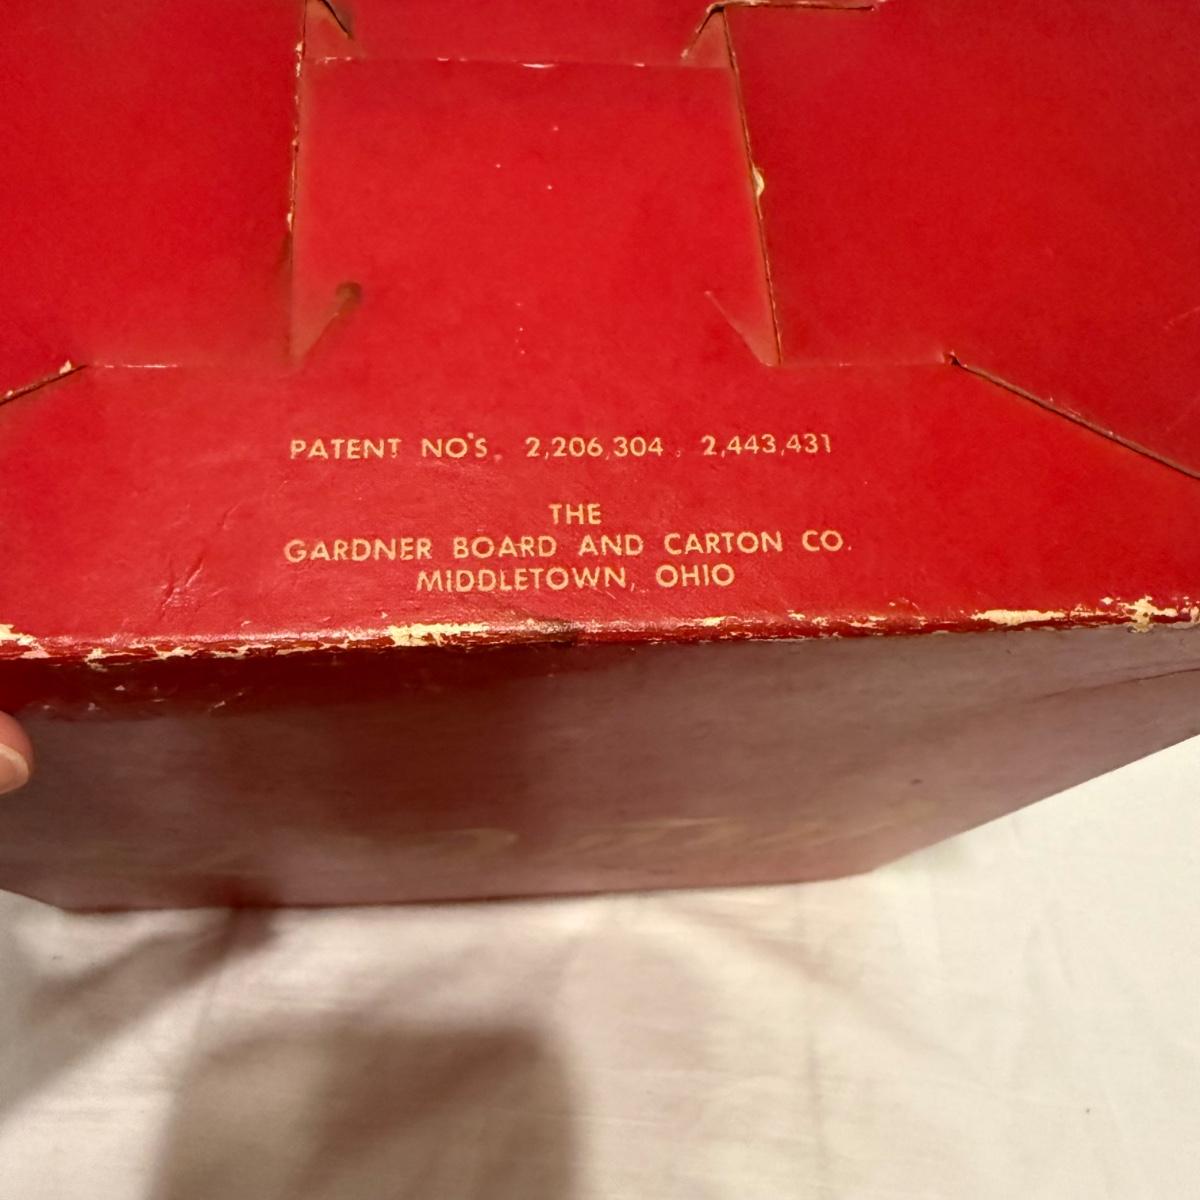 PATENT NO'S. 2,206,304 . 2,443,431
THE
GARDNER BOARD AND CARTON CO.
MIDDLETOWN, OHIO